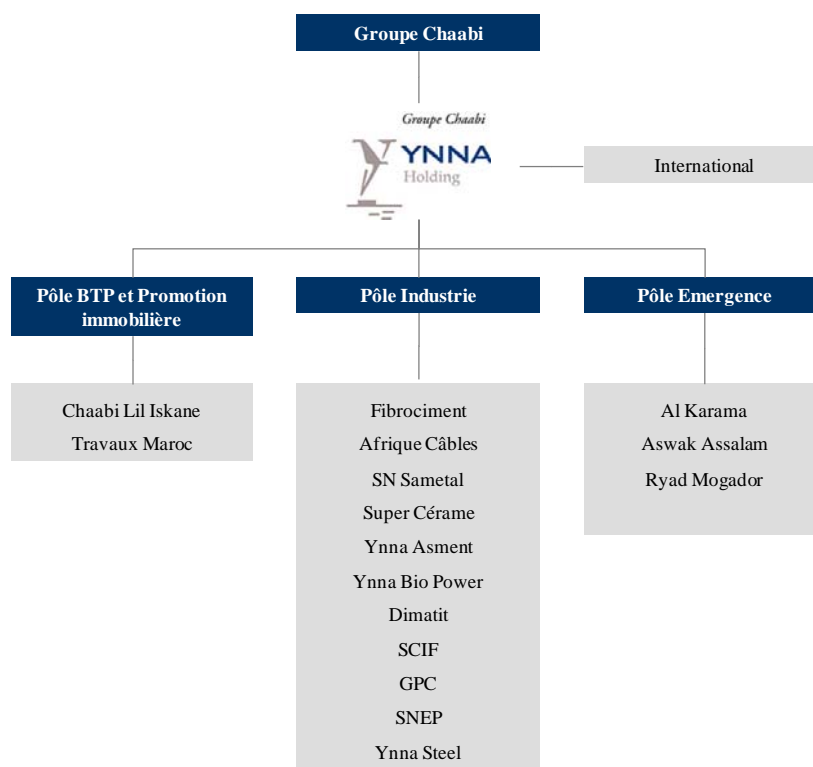 Groupe Chaabi
Groupe Chaabi
YNNA
Holding
International
Pôle BTP et Promotion
immobilière
Pôle Industrie
Pôle Emergence
Chaabi Lil Iskane
Travaux Maroc
Fibrociment
Afrique Câbles
SN Sametal
Super Cérame
Ynna Asment
Ynna Bio Power
Dimatit
SCIF
GPC
SNEP
Ynna Steel
Al Karama
Aswak Assalam
Ryad Mogador